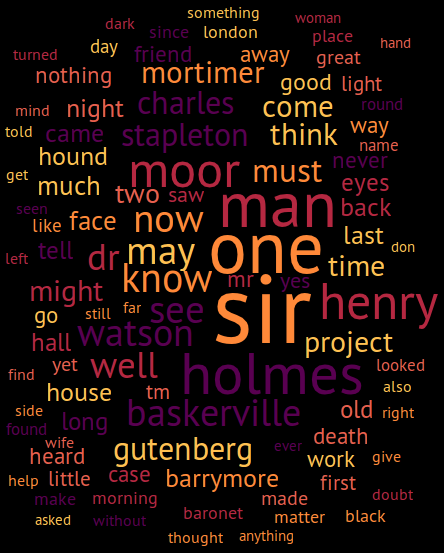 something
dark since london woman
turned day friend away place hand
nothing mortimer great
night charles good light
mind come round
told came stapleton think way name
hound never
get much moor must eyes
seen two saw man back
like face now one last
left tell dr may time don
know mr yes
might sir henry
go still far see
hall watson project
yet well holmes looked
find house tm also
side long baskerville old right
found death
wife gutenberg ever
heard work give
help little case barrymore first doubt
make morning made
asked without baronet matter black
thought anything